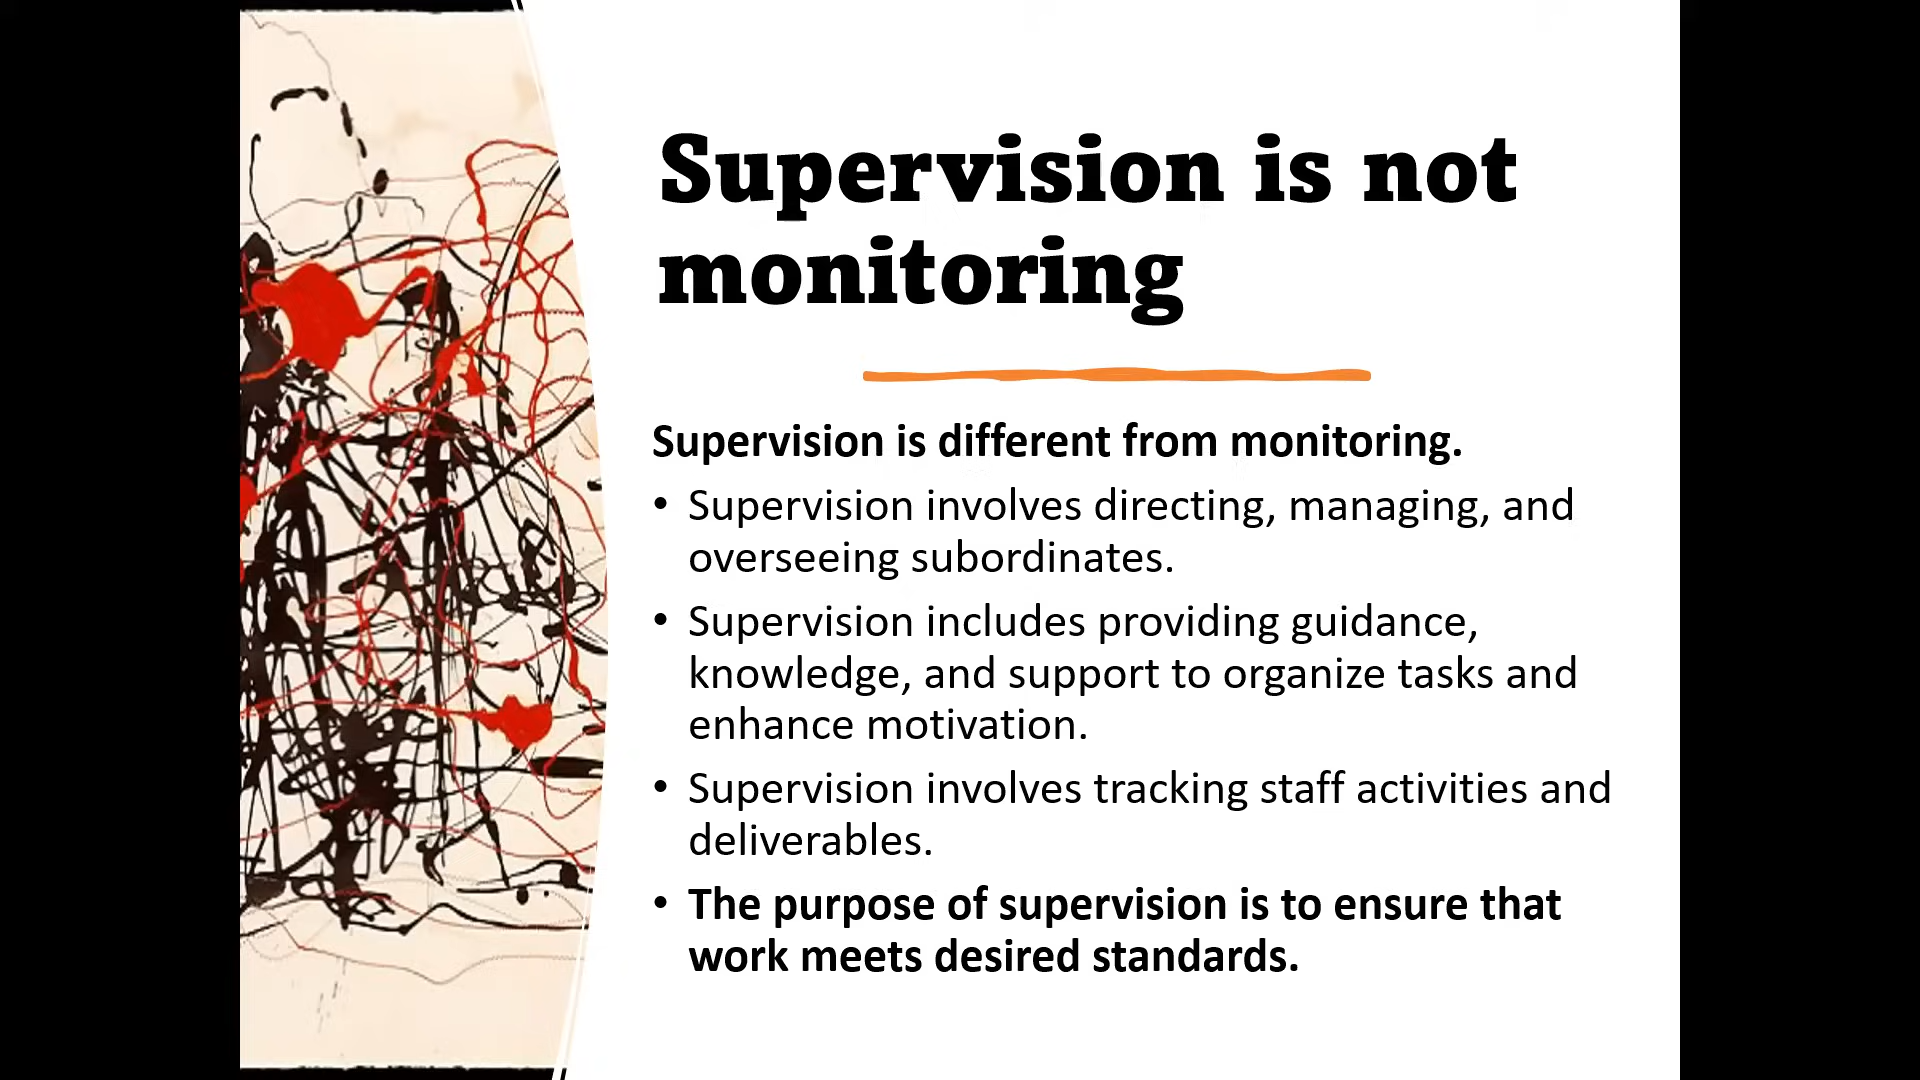 Supervision is not
monitoring
Supervision is different from monitoring.
• Supervision involves directing, managing, and
overseeing subordinates.
• Supervision includes providing guidance,
knowledge, and support to organize tasks and
enhance motivation.
• Supervision involves tracking staff activities and
deliverables.
• The purpose of supervision is to ensure that
work meets desired standards.